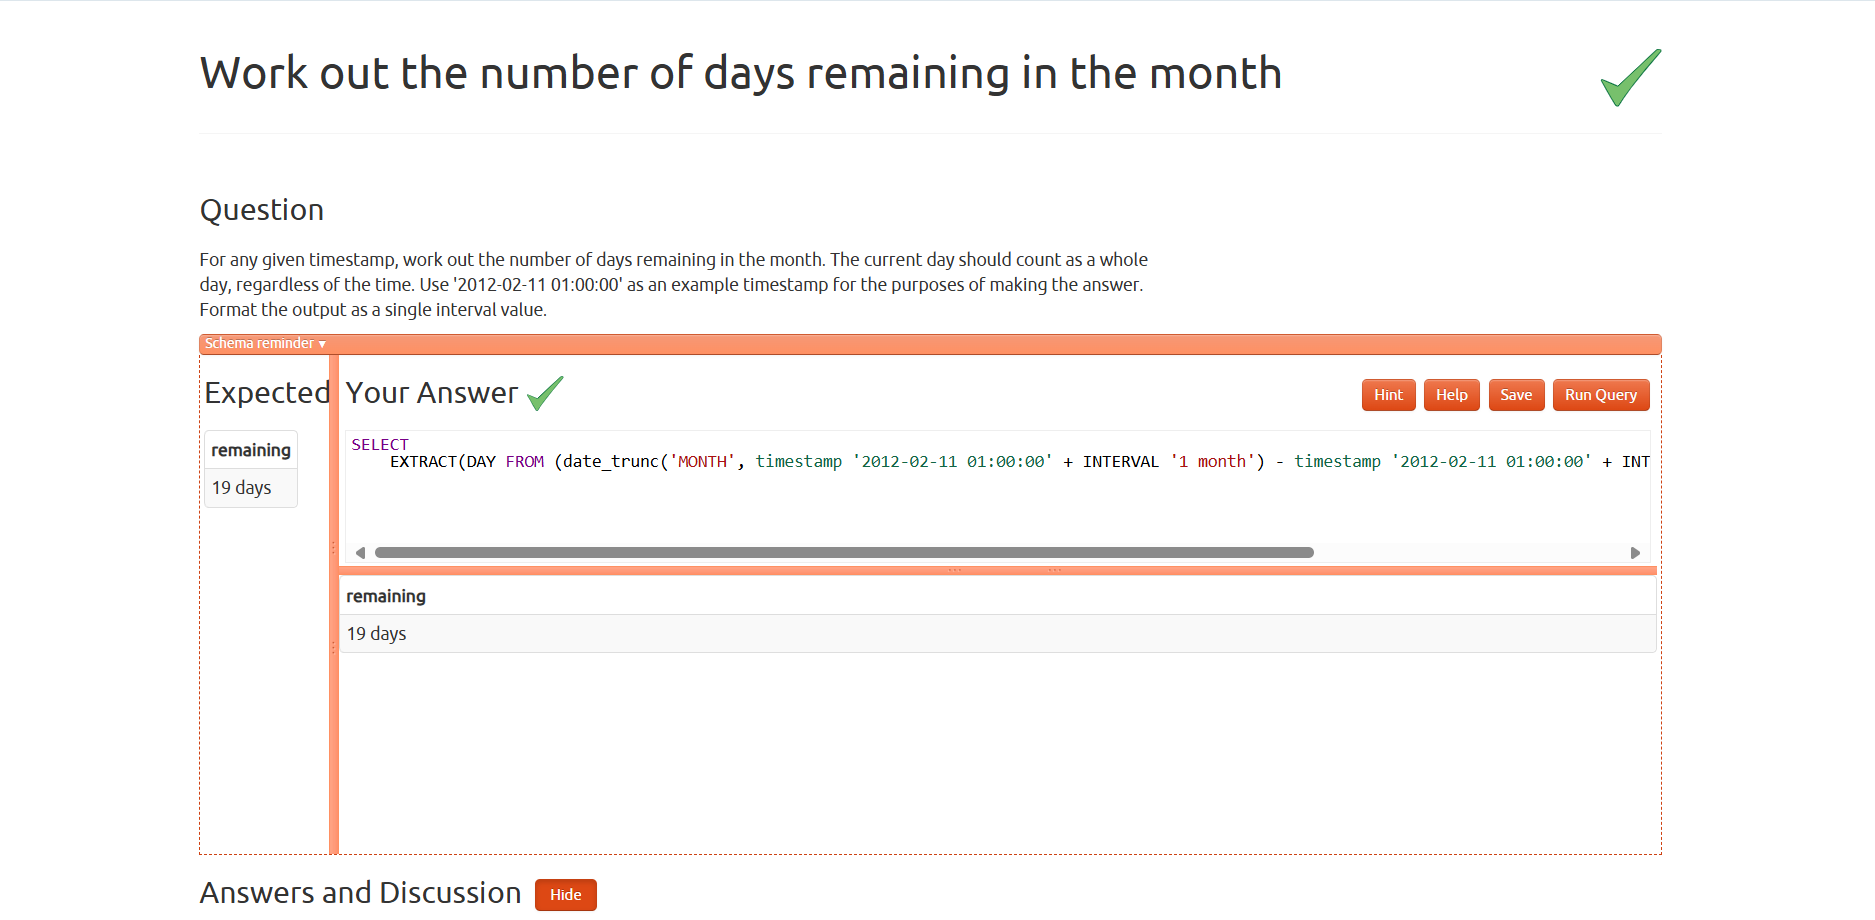 Work out the number of days remaining in the month
Question
For any given timestamp, work out the number of days remaining in the month. The current day should count as a whole
day, regardless of the time. Use '2012-02-11 01:00:00' as an example timestamp for the purposes of making the answer.
Format the output as a single interval value.
Schema reminder ▾
Expected
remaining
19 days
Your Answer
Hint Help Save Run Query
SELECT
EXTRACT(DAY FROM (date_trunc('MONTH', timestamp '2012-02-11 01:00:00' + INTERVAL '1 month') - timestamp '2012-02-11 01:00:00' + INT
remaining
19 days
Answers and Discussion Hide